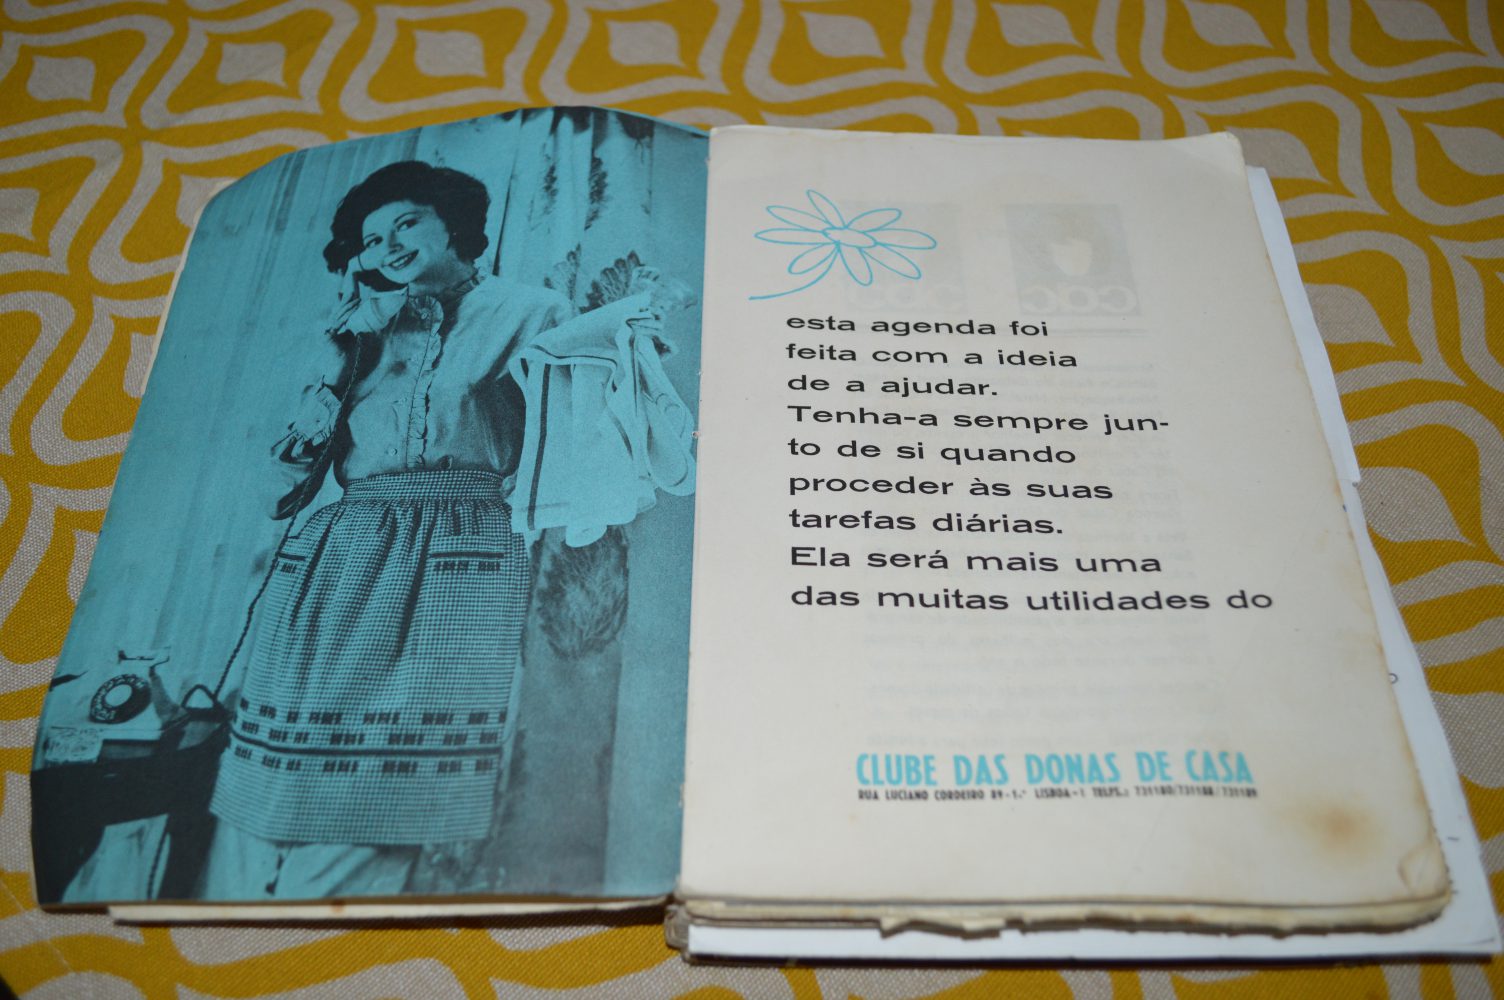 esta agenda foi
feita com a ideia
de a ajudar.
Tenha-a sempre jun-
to de si quando
proceder às suas
tarefas diárias.
Ela será mais uma
das muitas utilidades do
CLUBE DAS DONAS DE CASA
RUA LUCIANO CORDEIRO 89-1.º LISBOA-1 TELFS.: 731180/731188/731189